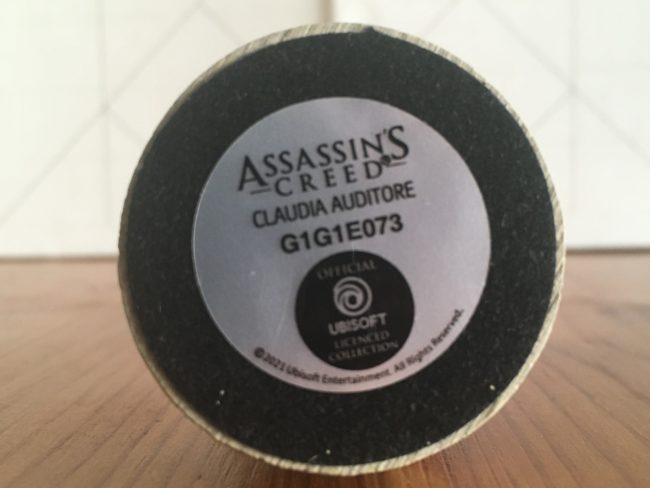 ASSASSIN'S
CREED
CLAUDIA AUDITORE
G1G1E073
OFFICIAL
UBISOFT
LICENCED
COLLECTION
©2021 Ubisoft Entertainment. All Rights Reserved.